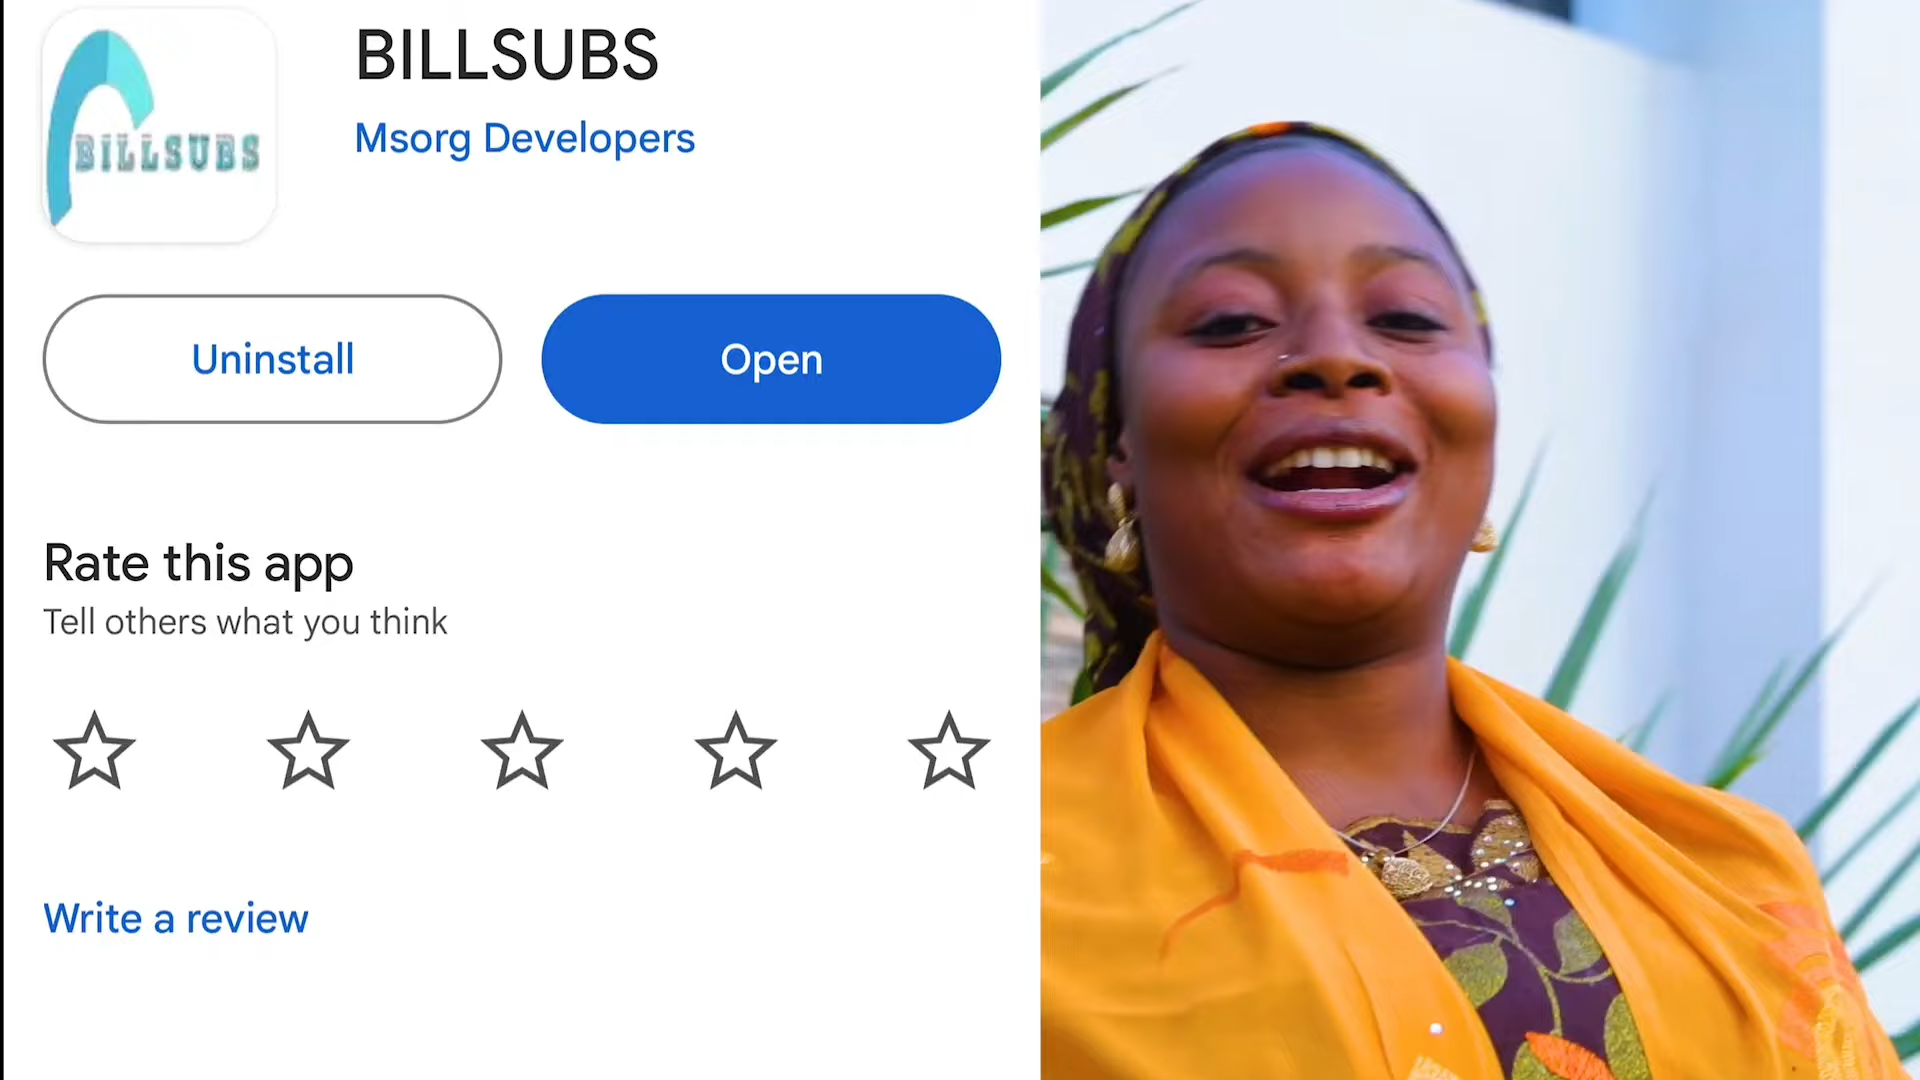 BILLSUBS
BILLSUBS
Msorg Developers
Uninstall
Open
Rate this app
Tell others what you think
Write a review